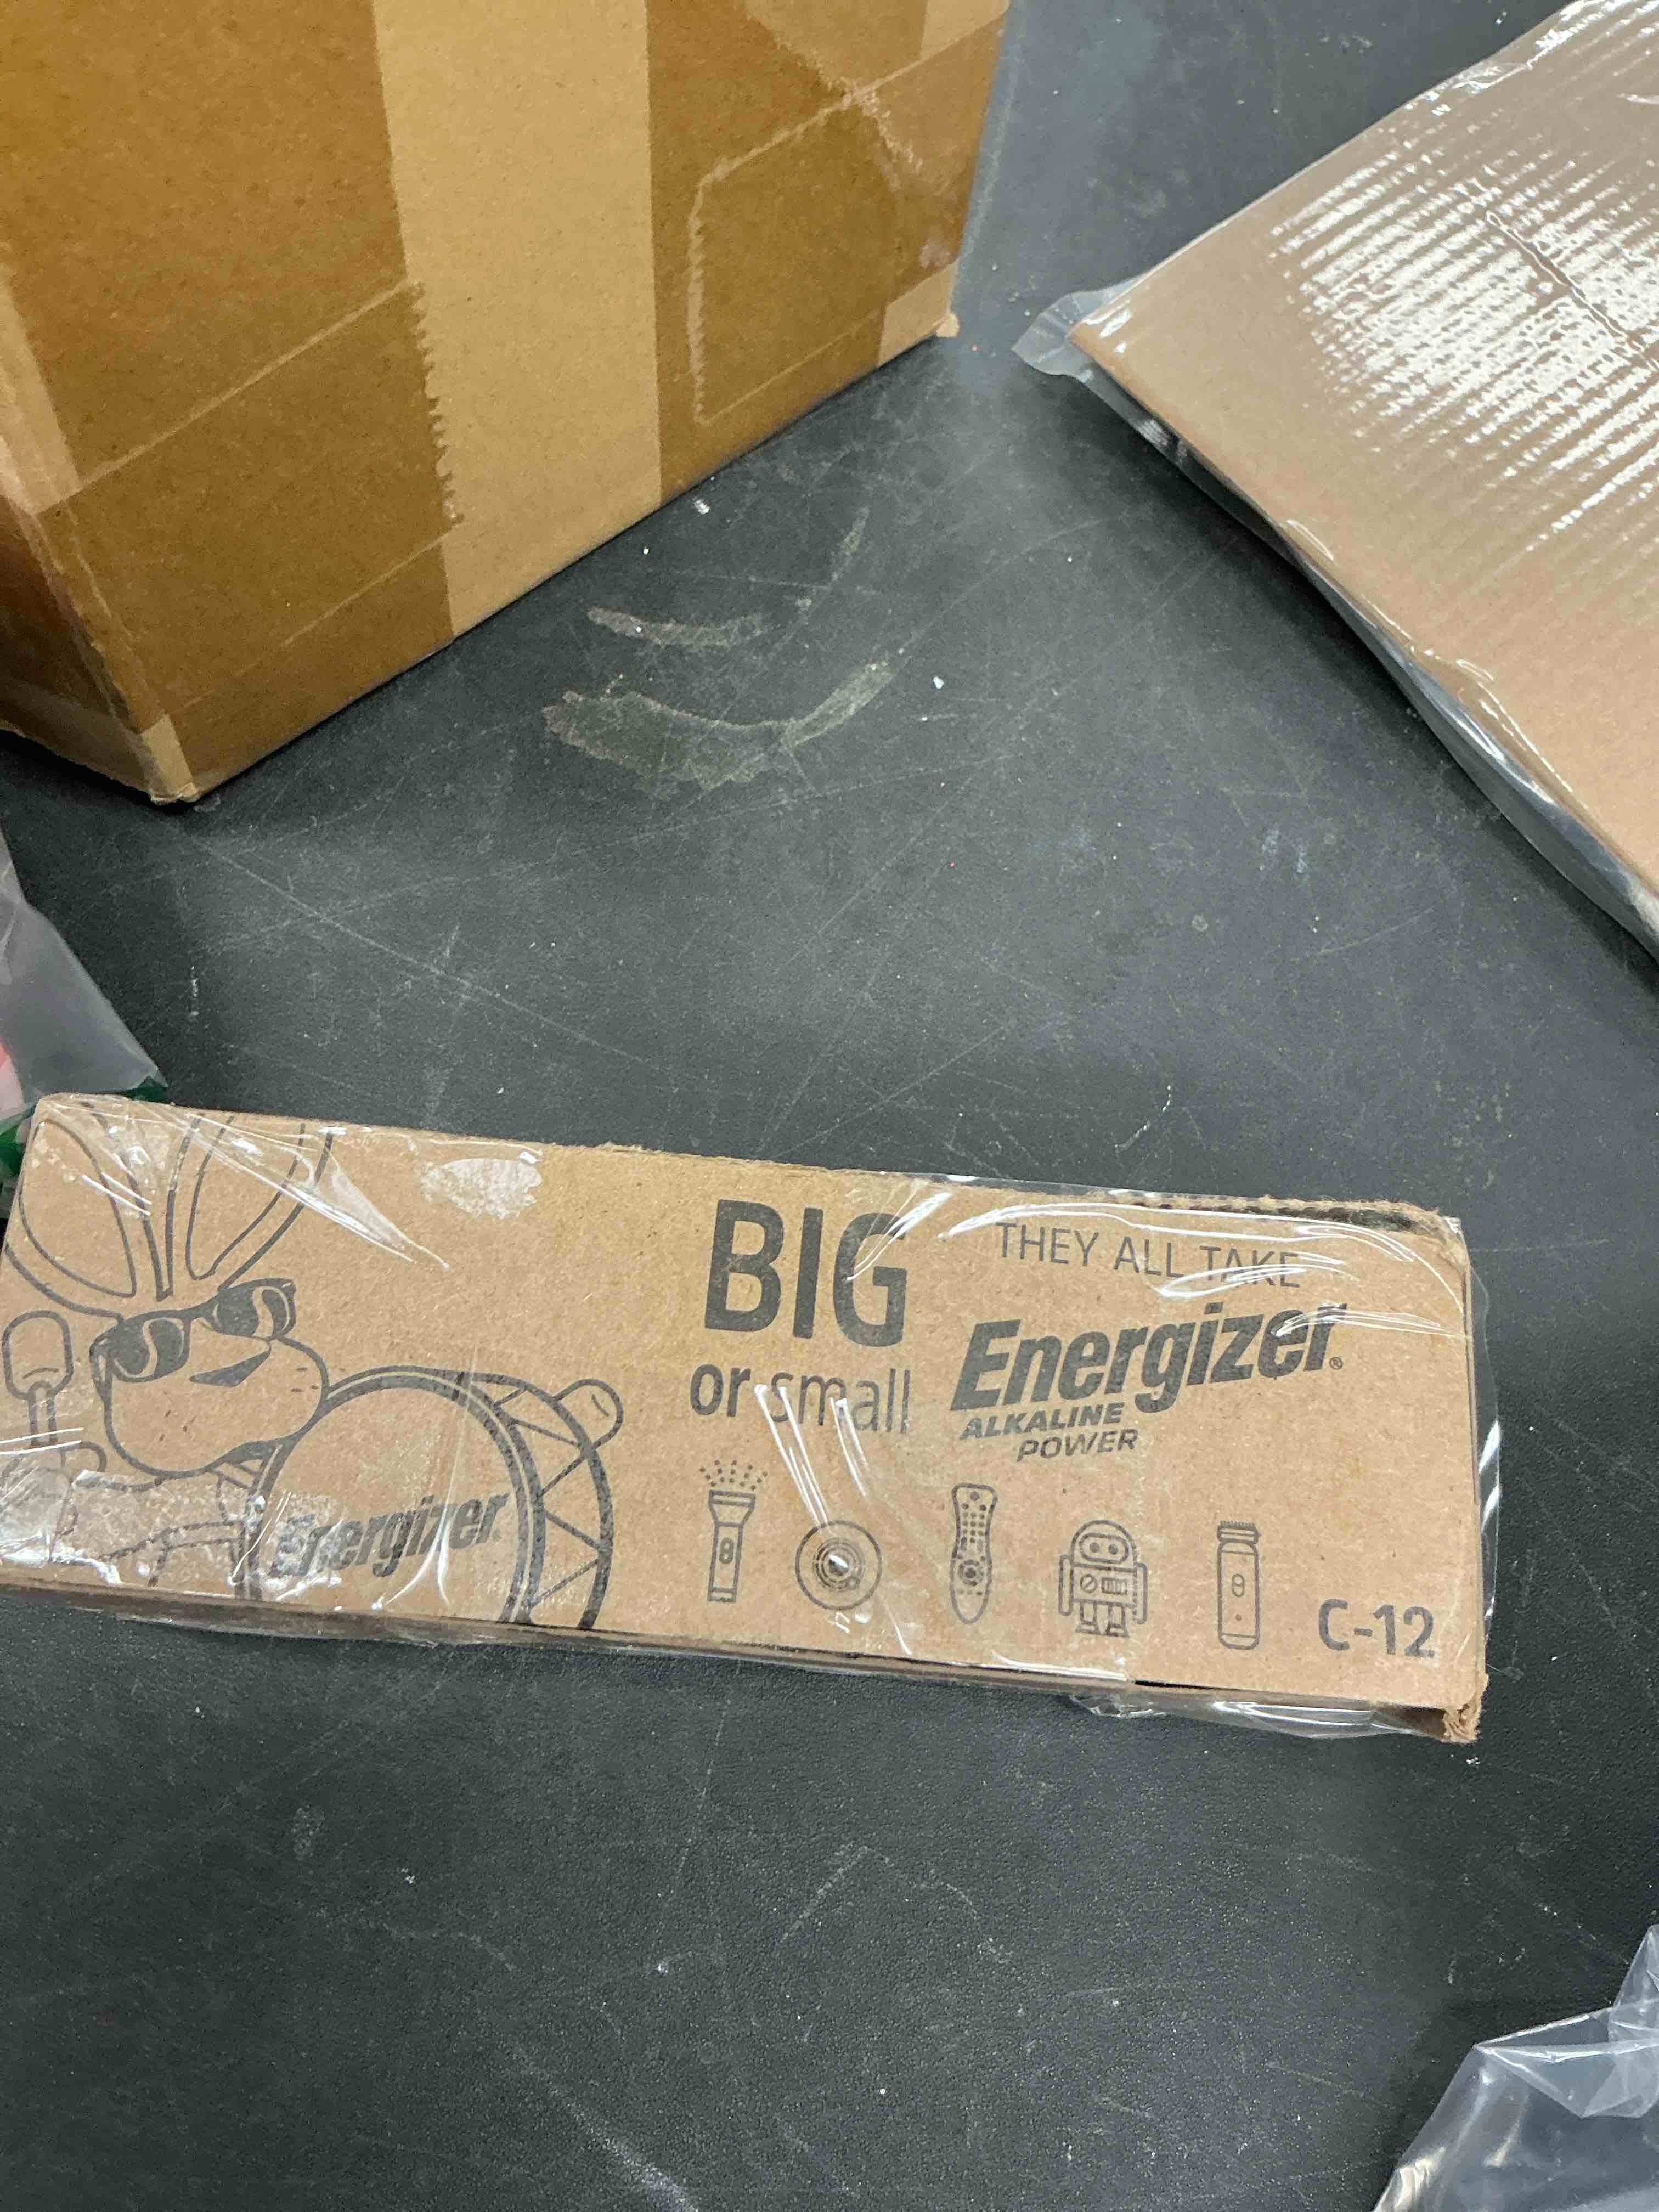 BIG
or small
THEY ALL TAKE
Energizer®
ALKALINE
POWER
Energizer
C-12